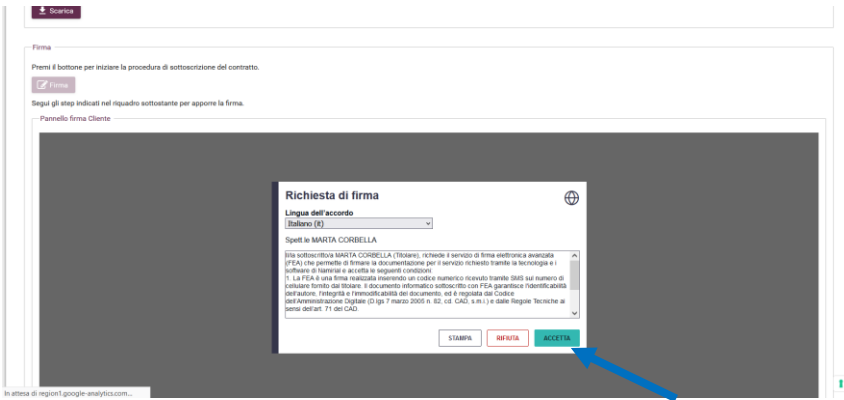 Scarica
Firma
Premi il bottone per iniziare la procedura di sottoscrizione del contratto.
Firma
Segui gli step indicati nel riquadro sottostante per apporre la firma.
Pannello firma Cliente
Richiesta di firma
Lingua dell'accordo
Italiano (it)
Spett.le MARTA CORBELLA
Il/la sottoscritto/a MARTA CORBELLA (Titolare), richiede il servizio di firma elettronica avanzata
(FEA) che permette di firmare la documentazione per il servizio richiesto tramite la tecnologia e i
software di Namirial e accetta le seguenti condizioni:
1. La FEA è una firma realizzata inserendo un codice numerico ricevuto tramite SMS sul numero di
cellulare fornito dal titolare. Il documento informatico sottoscritto con FEA garantisce l'identificabilità
dell'autore, l'integrità e l'immodificabilità del documento, ed è regolata dal Codice
dell'Amministrazione Digitale (D.lgs 7 marzo 2005 n. 82, cd. CAD, s.m.i.) e dalle Regole Tecniche ai
sensi dell'art. 71 del CAD.
STAMPA RIFIUTA ACCETTA
In attesa di region1.google-analytics.com...